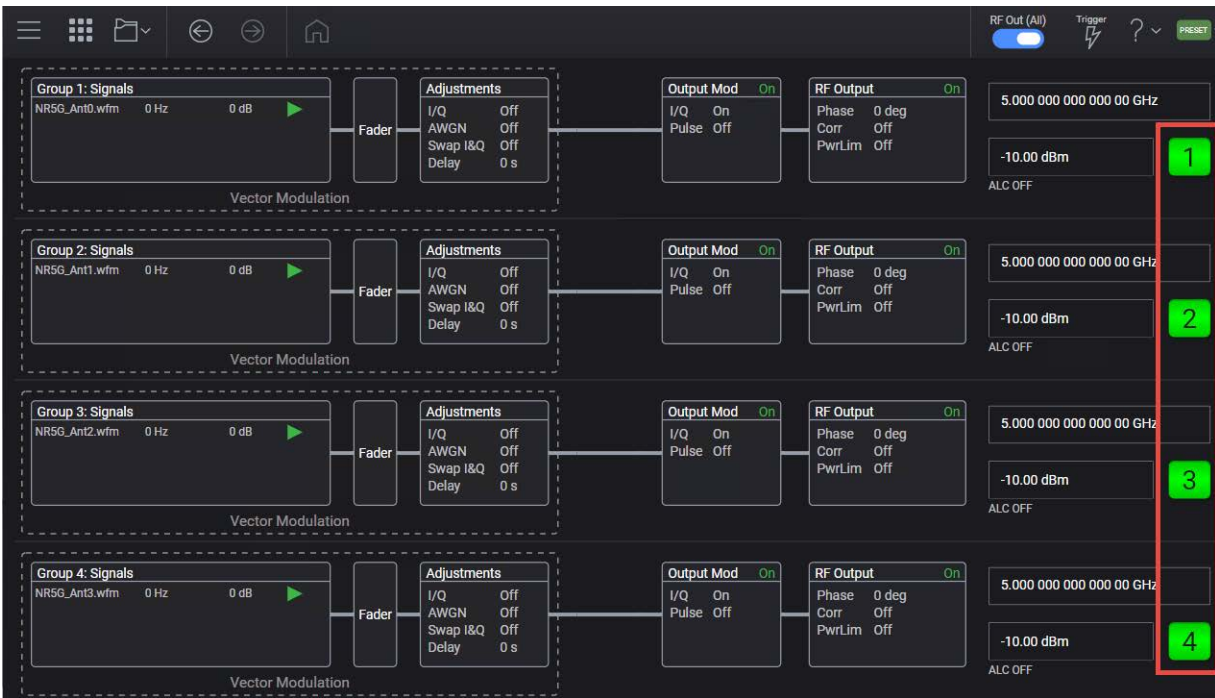 RF Out (All) Trigger ? PRESET
Group 1: Signals
NR5G_Ant0.wfm 0 Hz 0 dB
Fader
Adjustments
I/Q Off
AWGN Off
Swap I&Q Off
Delay 0 s
Vector Modulation
Output Mod On
I/Q On
Pulse Off
RF Output On
Phase 0 deg
Corr Off
PwrLim Off
5.000 000 000 000 00 GHz
-10.00 dBm
ALC OFF
1
Group 2: Signals
NR5G_Ant1.wfm 0 Hz 0 dB
Fader
Adjustments
I/Q Off
AWGN Off
Swap I&Q Off
Delay 0 s
Vector Modulation
Output Mod On
I/Q On
Pulse Off
RF Output On
Phase 0 deg
Corr Off
PwrLim Off
5.000 000 000 000 00 GHz
-10.00 dBm
ALC OFF
2
Group 3: Signals
NR5G_Ant2.wfm 0 Hz 0 dB
Fader
Adjustments
I/Q Off
AWGN Off
Swap I&Q Off
Delay 0 s
Vector Modulation
Output Mod On
I/Q On
Pulse Off
RF Output On
Phase 0 deg
Corr Off
PwrLim Off
5.000 000 000 000 00 GHz
-10.00 dBm
ALC OFF
3
Group 4: Signals
NR5G_Ant3.wfm 0 Hz 0 dB
Fader
Adjustments
I/Q Off
AWGN Off
Swap I&Q Off
Delay 0 s
Vector Modulation
Output Mod On
I/Q On
Pulse Off
RF Output On
Phase 0 deg
Corr Off
PwrLim Off
5.000 000 000 000 00 GHz
-10.00 dBm
ALC OFF
4